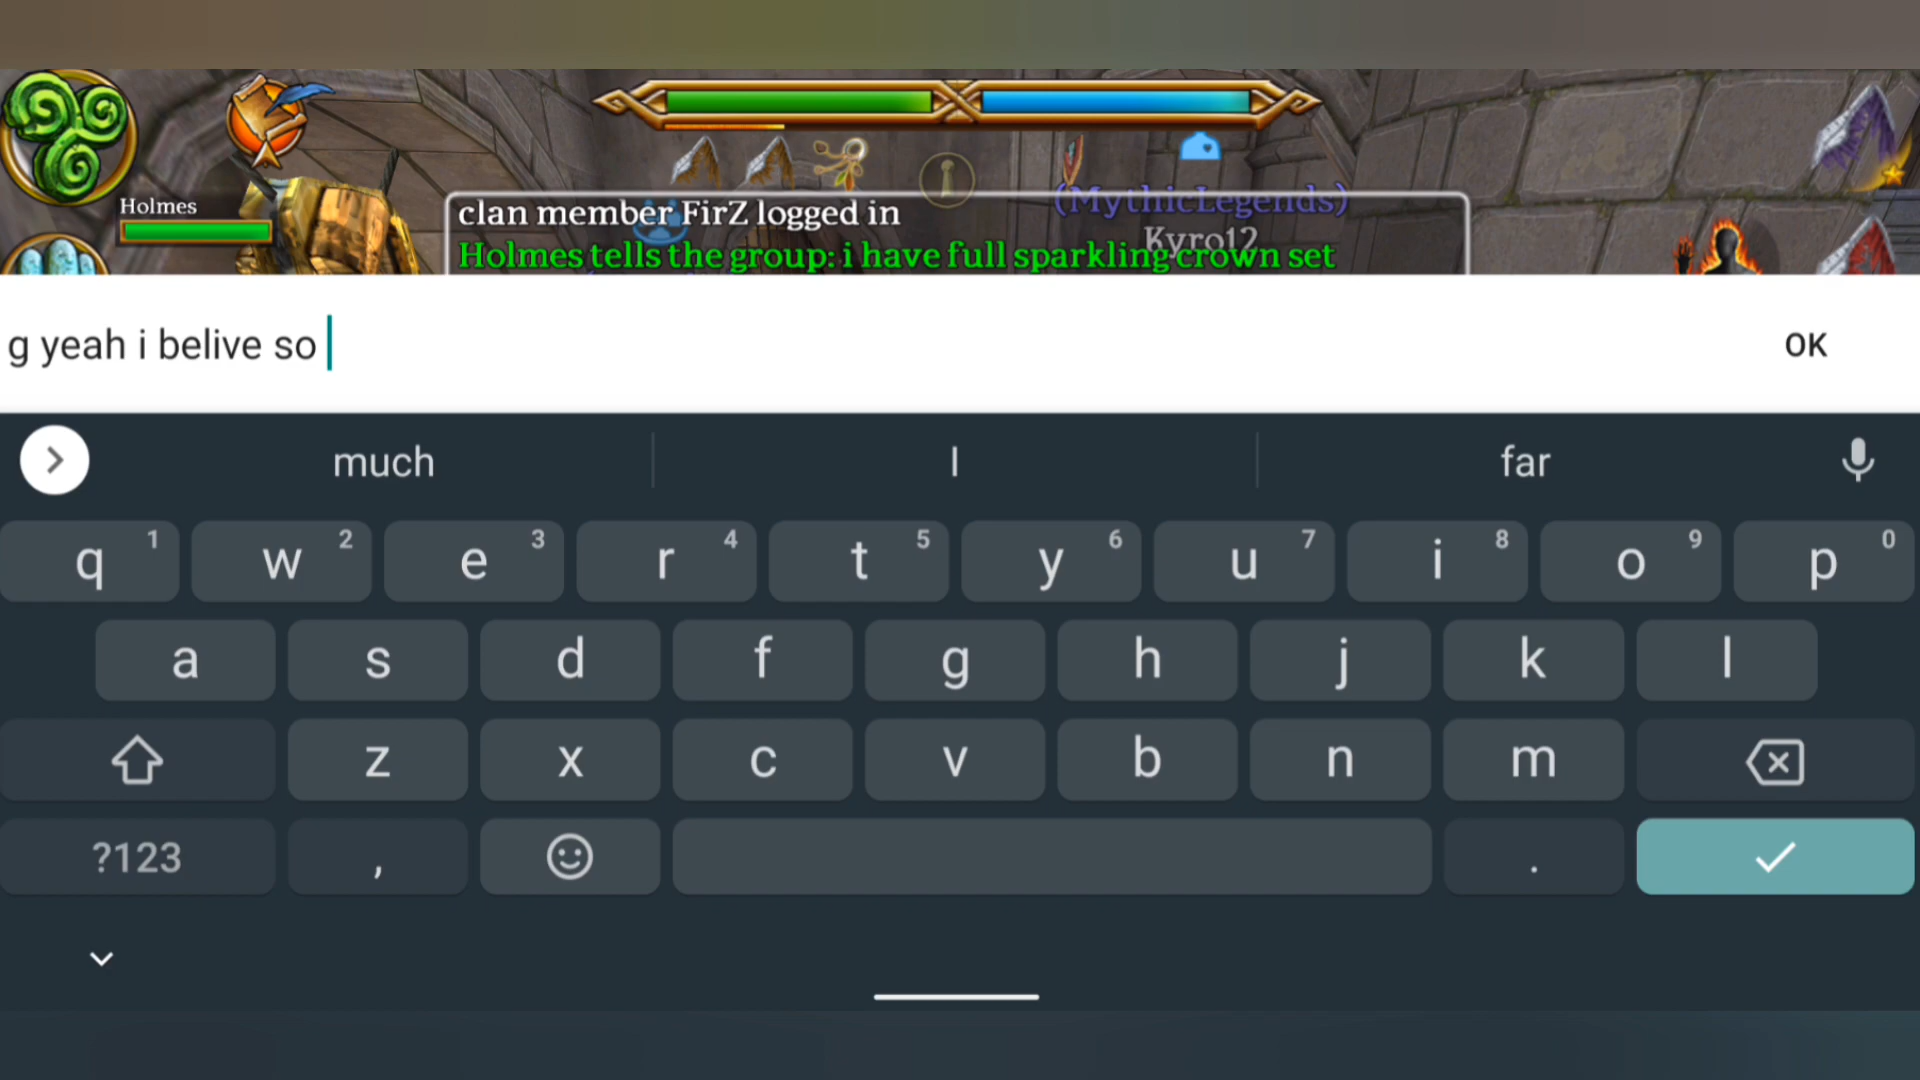 Holmes
clan member FirZ logged in
(MythicLegends)
Kyro12
Holmes tells the group: i have full sparkling crown set
g yeah i belive so
OK
much I far
q 1 w 2 e 3 r 4 t 5 y 6 u 7 i 8 o 9 p 0
a s d f g h j k l
z x c v b n m
?123 , .